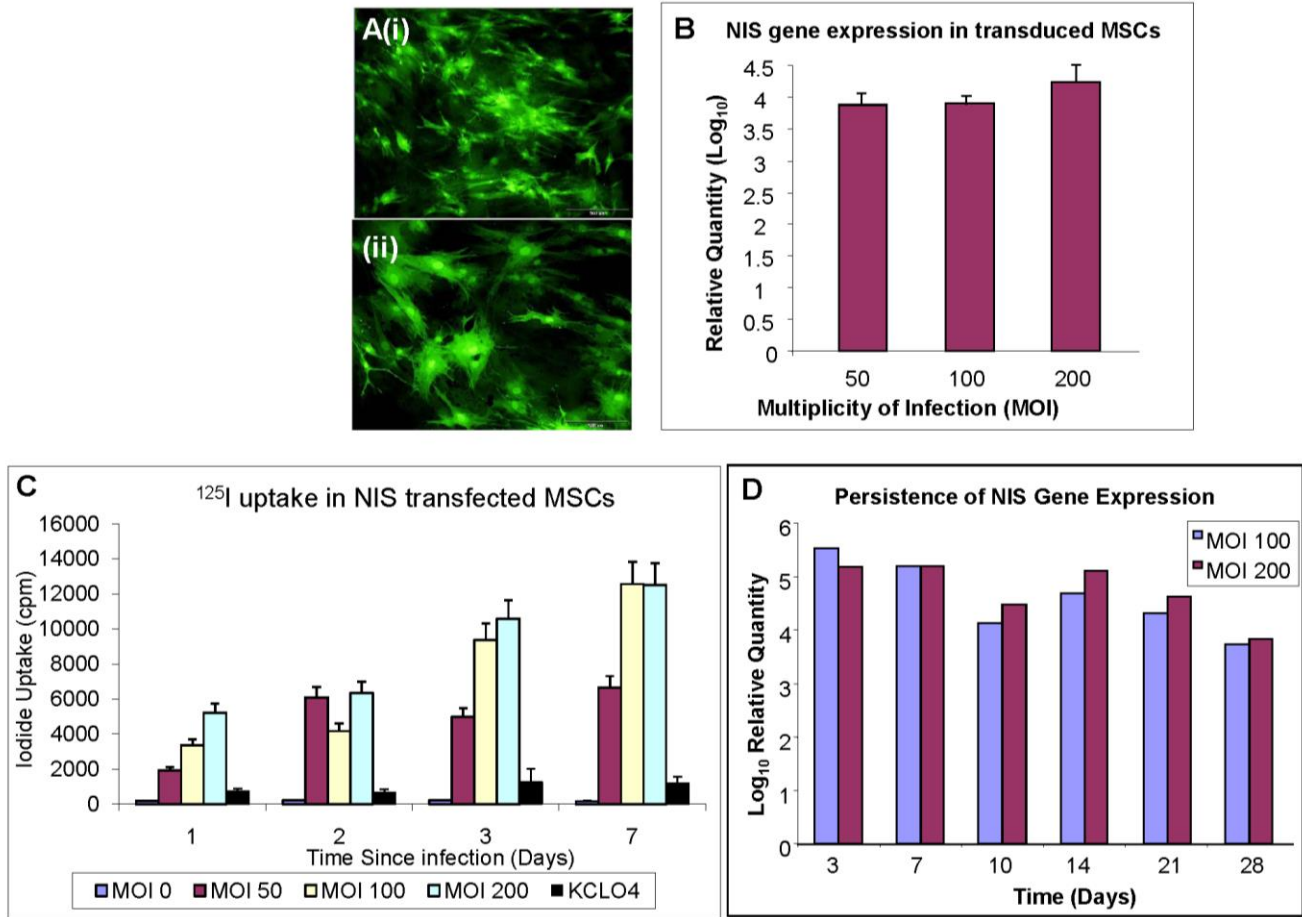 A(i)
(ii)
B
NIS gene expression in transduced MSCs
Relative Quantity (Log10)
4.5
4
3.5
3
2.5
2
1.5
1
0.5
0
50 100 200
Multiplicity of Infection (MOI)
C
125I uptake in NIS transfected MSCs
Iodide Uptake (cpm)
16000
14000
12000
10000
8000
6000
4000
2000
0
1 2 3 7
Time Since infection (Days)
MOI 0 MOI 50 MOI 100 MOI 200 KCLO4
D
Persistence of NIS Gene Expression
MOI 100
MOI 200
Log10 Relative Quantity
6
5
4
3
2
1
0
3 7 10 14 21 28
Time (Days)